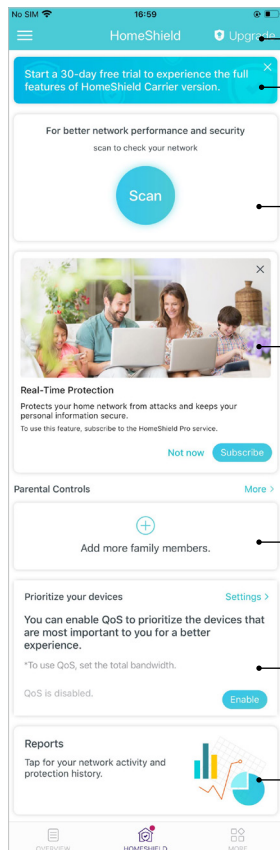 No SIM 16:59
HomeShield Upgrade
Start a 30-day free trial to experience the full
features of HomeShield Carrier version.
For better network performance and security
scan to check your network
Scan
Real-Time Protection
Protects your home network from attacks and keeps your
personal information secure.
To use this feature, subscribe to the HomeShield Pro service.
Not now Subscribe
Parental Controls More >
Add more family members.
Prioritize your devices Settings >
You can enable QoS to prioritize the devices that
are most important to you for a better
experience.
*To use QoS, set the total bandwidth.
QoS is disabled. Enable
Reports
Tap for your network activity and
protection history.
OVERVIEW HOMESHIELD MORE